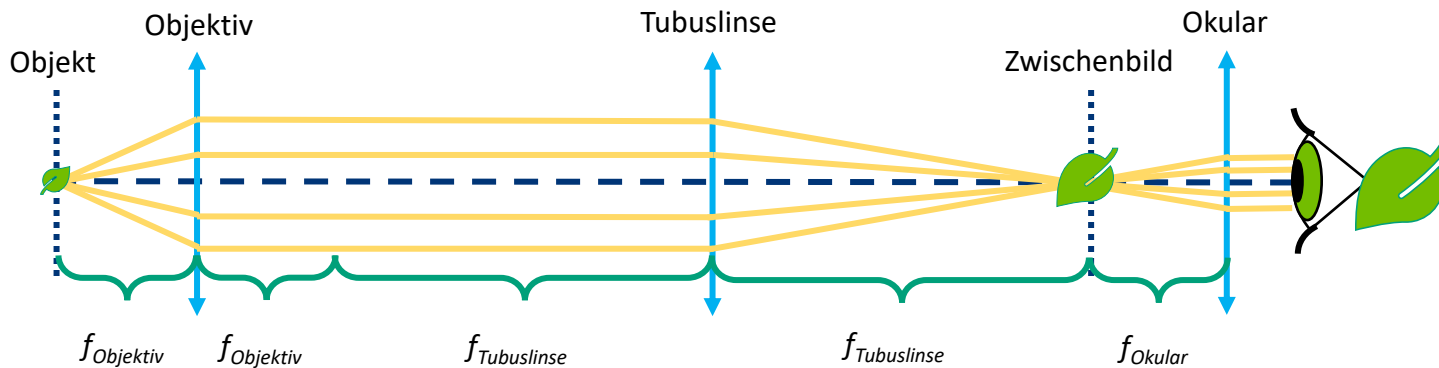 Objekt
Objektiv
Tubuslinse
Zwischenbild
Okular
fObjektiv
fObjektiv
fTubuslinse
fTubuslinse
fOkular